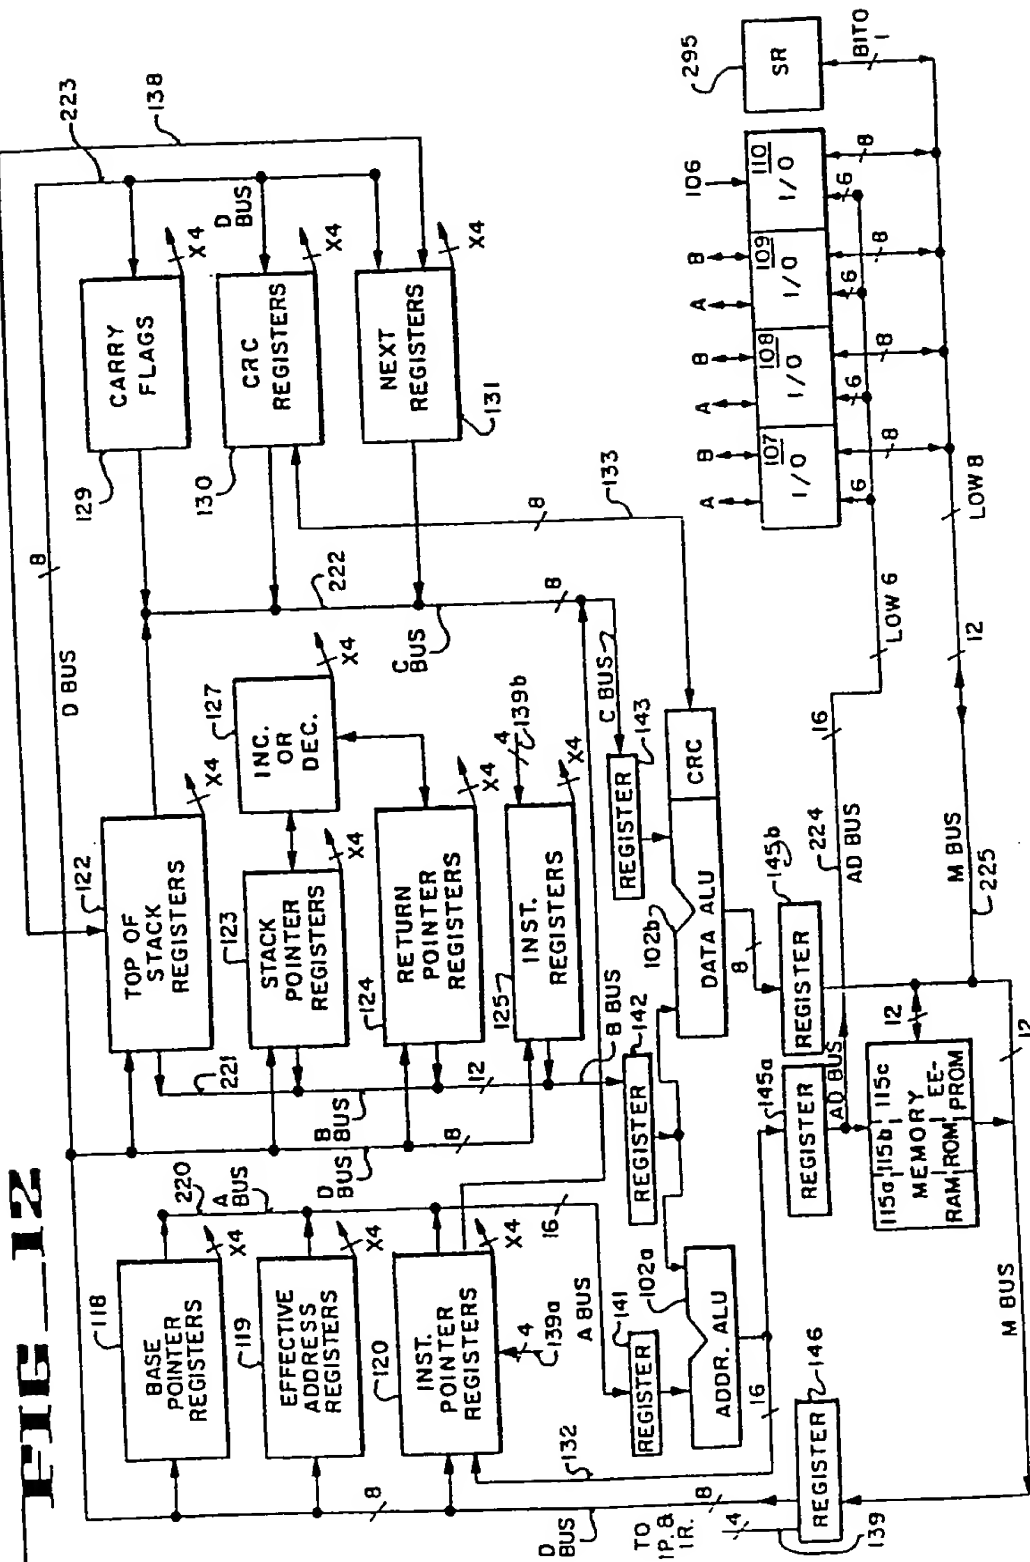 FIG_12
118
BASE
POINTER
REGISTERS
X4
220
A
BUS
119
EFFECTIVE
ADDRESS
REGISTERS
X4
120
INST.
POINTER
REGISTERS
X4
4
139a
16
A BUS
132
8
D
BUS
D
BUS
8
D BUS
8
122
TOP OF
STACK
REGISTERS
X4
221
B
BUS
12
123
STACK
POINTER
REGISTERS
X4
127
INC.
OR
DEC.
X4
124
RETURN
POINTER
REGISTERS
X4
125
INST.
REGISTERS
X4
4
139b
B BUS
222
C
BUS
8
C BUS
223
138
129
CARRY
FLAGS
X4
D
BUS
130
CRC
REGISTERS
X4
131
NEXT
REGISTERS
X4
8
133
141
REGISTER
142
REGISTER
143
REGISTER
102a
ADDR. ALU
102b
DATA ALU
CRC
16
8
145a
REGISTER
AD BUS
145b
REGISTER
115a
115b
115c
MEMORY
RAM
ROM
EE-
PROM
12
12
M BUS
146
REGISTER
139
4
8
TO
1P. &
1R.
224
AD BUS
16
LOW 6
M BUS
225
12
LOW 8
A
B
107
I/O
6
8
A
B
108
I/O
6
8
A
B
109
I/O
6
8
106
110
I/O
6
8
295
SR
BIT0
1